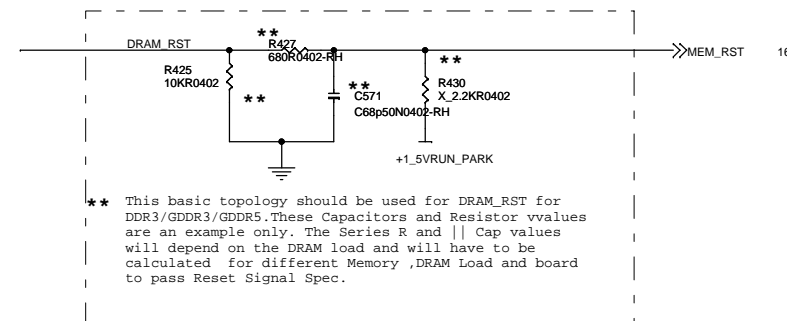 **
DRAM_RST
R427
680R0402-RH
MEM_RST
16
R425
10KR0402
**
**
C571
C68p50N0402-RH
**
R430
X_2.2KR0402
+1_5VRUN_PARK
** This basic topology should be used for DRAM_RST for
DDR3/GDDR3/GDDR5.These Capacitors and Resistor vvalues
are an example only. The Series R and || Cap values
will depend on the DRAM load and will have to be
calculated for different Memory ,DRAM Load and board
to pass Reset Signal Spec.